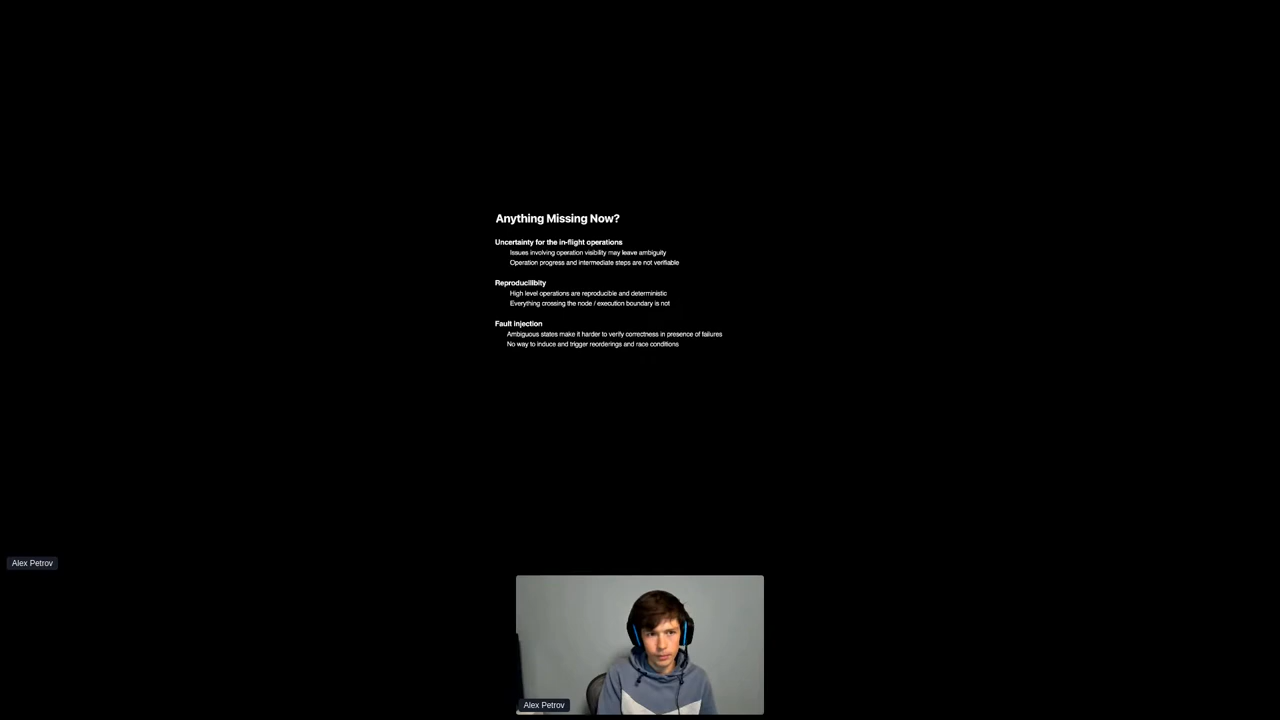 Anything Missing Now?
Uncertainty for the in-flight operations
Issues involving operation visibility may leave ambiguity
Operation progress and intermediate steps are not verifiable
Reproducilibity
High level operations are reproducible and deterministic
Everything crossing the node / execution boundary is not
Fault injection
Ambiguous states make it harder to verify correctness in presence of failures
No way to induce and trigger reorderings and race conditions
Alex Petrov
Alex Petrov